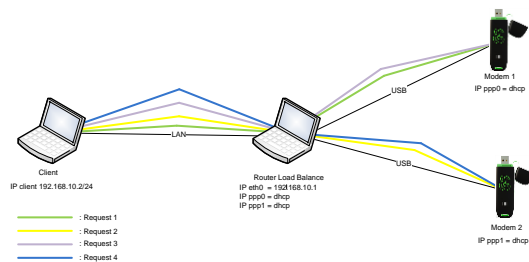 Modem 1
IP ppp0 = dhcp
USB
LAN
Client
IP client 192.168.10.2/24
Router Load Balance
IP eth0 = 192.168.10.1
IP ppp0 = dhcp
IP ppp1 = dhcp
USB
Modem 2
IP ppp1 = dhcp
: Request 1
: Request 2
: Request 3
: Request 4